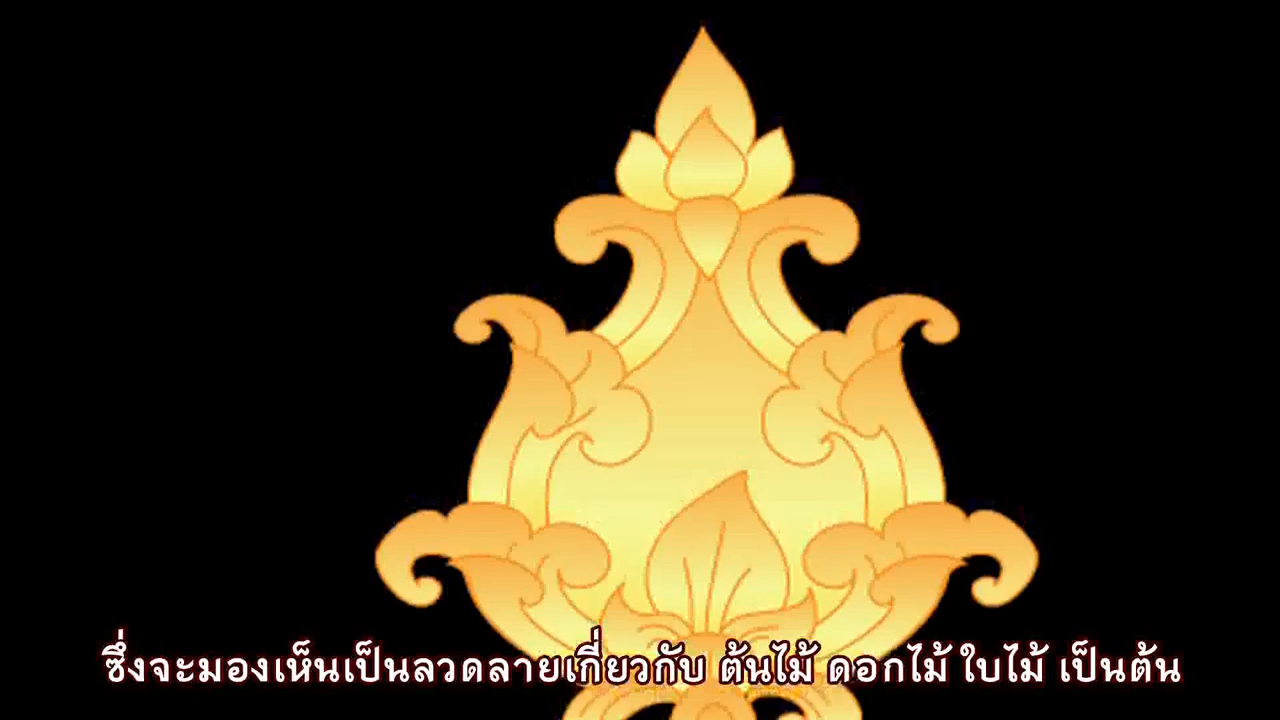 ซึ่งจะมองเห็นเป็นลวดลายเกี่ยวกับ ต้นไม้ ดอกไม้ ใบไม้ เป็นต้น